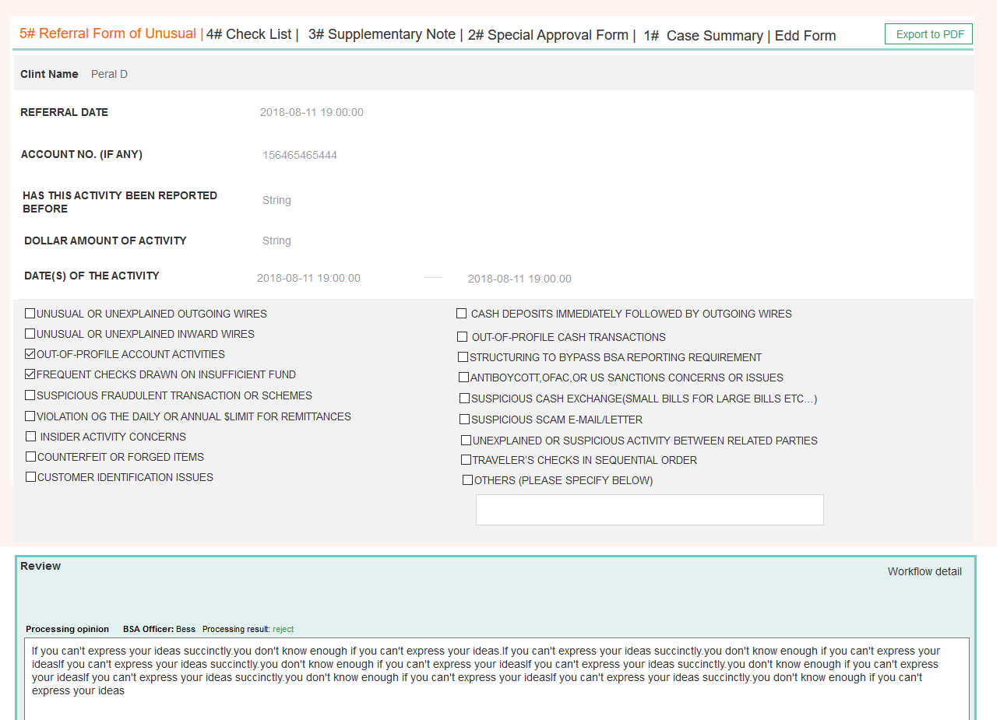 5# Referral Form of Unusual | 4# Check List | 3# Supplementary Note | 2# Special Approval Form | 1# Case Summary | Edd Form
Export to PDF
Clint Name Peral D
REFERRAL DATE 2018-08-11 19:00:00
ACCOUNT NO. (IF ANY) 156465465444
HAS THIS ACTIVITY BEEN REPORTED
BEFORE
String
DOLLAR AMOUNT OF ACTIVITY String
DATE(S) OF THE ACTIVITY 2018-08-11 19:00:00 — 2018-08-11 19:00:00
UNUSUAL OR UNEXPLAINED OUTGOING WIRES
UNUSUAL OR UNEXPLAINED INWARD WIRES
OUT-OF-PROFILE ACCOUNT ACTIVITIES
FREQUENT CHECKS DRAWN ON INSUFFICIENT FUND
SUSPICIOUS FRAUDULENT TRANSACTION OR SCHEMES
VIOLATION OG THE DAILY OR ANNUAL $LIMIT FOR REMITTANCES
INSIDER ACTIVITY CONCERNS
COUNTERFEIT OR FORGED ITEMS
CUSTOMER IDENTIFICATION ISSUES
CASH DEPOSITS IMMEDIATELY FOLLOWED BY OUTGOING WIRES
OUT-OF-PROFILE CASH TRANSACTIONS
STRUCTURING TO BYPASS BSA REPORTING REQUIREMENT
ANTIBOYCOTT,OFAC,OR US SANCTIONS CONCERNS OR ISSUES
SUSPICIOUS CASH EXCHANGE(SMALL BILLS FOR LARGE BILLS ETC...)
SUSPICIOUS SCAM E-MAIL/LETTER
UNEXPLAINED OR SUSPICIOUS ACTIVITY BETWEEN RELATED PARTIES
TRAVELER'S CHECKS IN SEQUENTIAL ORDER
OTHERS (PLEASE SPECIFY BELOW)
Review
Workflow detail
Processing opinion BSA Officer: Bess Processing result: reject
If you can't express your ideas succinctly.you don't know enough if you can't express your ideas.If you can't express your ideas succinctly.you don't know enough if you can't express your
ideasIf you can't express your ideas succinctly.you don't know enough if you can't express your ideasIf you can't express your ideas succinctly.you don't know enough if you can't express
your ideasIf you can't express your ideas succinctly.you don't know enough if you can't express your ideasIf you can't express your ideas succinctly.you don't know enough if you can't
express your ideas